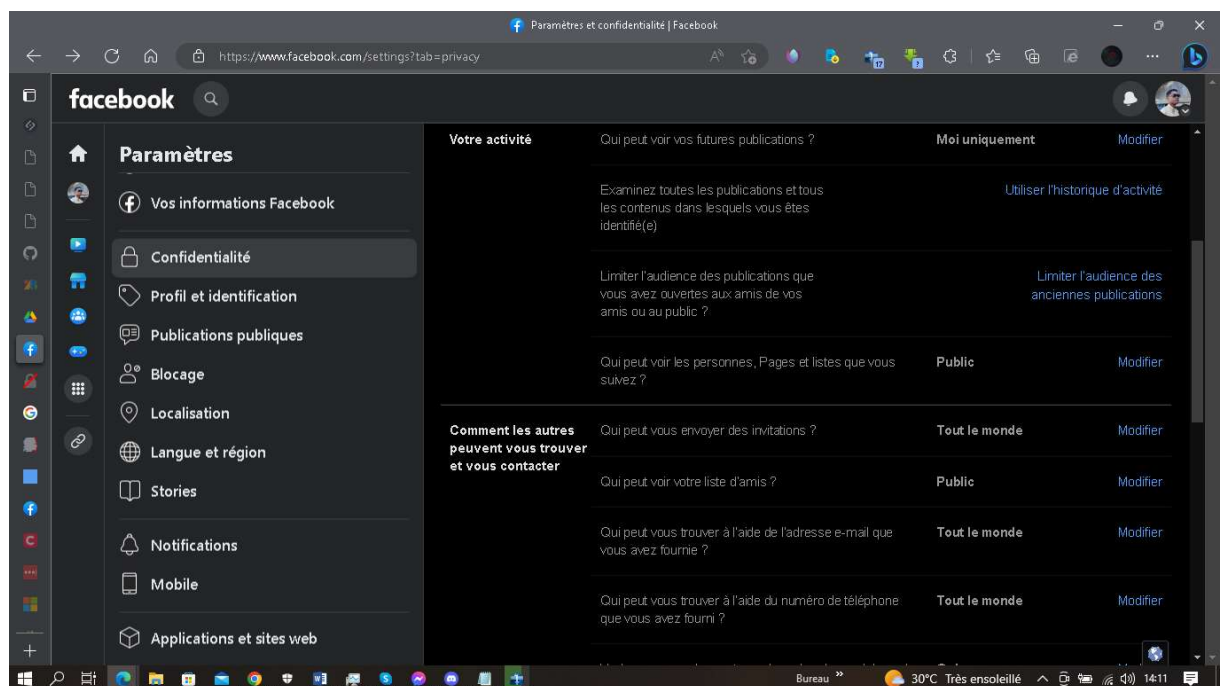 Paramètres et confidentialité | Facebook
https://www.facebook.com/settings?tab=privacy
facebook
Paramètres
Vos informations Facebook
Confidentialité
Profil et identification
Publications publiques
Blocage
Localisation
Langue et région
Stories
Notifications
Mobile
Applications et sites web
Votre activité
Qui peut voir vos futures publications ?
Moi uniquement
Modifier
Examinez toutes les publications et tous
les contenus dans lesquels vous êtes
identifié(e)
Utiliser l'historique d'activité
Limiter l'audience des publications que
vous avez ouvertes aux amis de vos
amis ou au public ?
Limiter l'audience des
anciennes publications
Qui peut voir les personnes, Pages et listes que vous
suivez ?
Public
Modifier
Comment les autres
peuvent vous trouver
et vous contacter
Qui peut vous envoyer des invitations ?
Tout le monde
Modifier
Qui peut voir votre liste d'amis ?
Public
Modifier
Qui peut vous trouver à l'aide de l'adresse e-mail que
vous avez fournie ?
Tout le monde
Modifier
Qui peut vous trouver à l'aide du numéro de téléphone
que vous avez fourni ?
Tout le monde
Modifier
Bureau
30°C Très ensoleillé
14:11